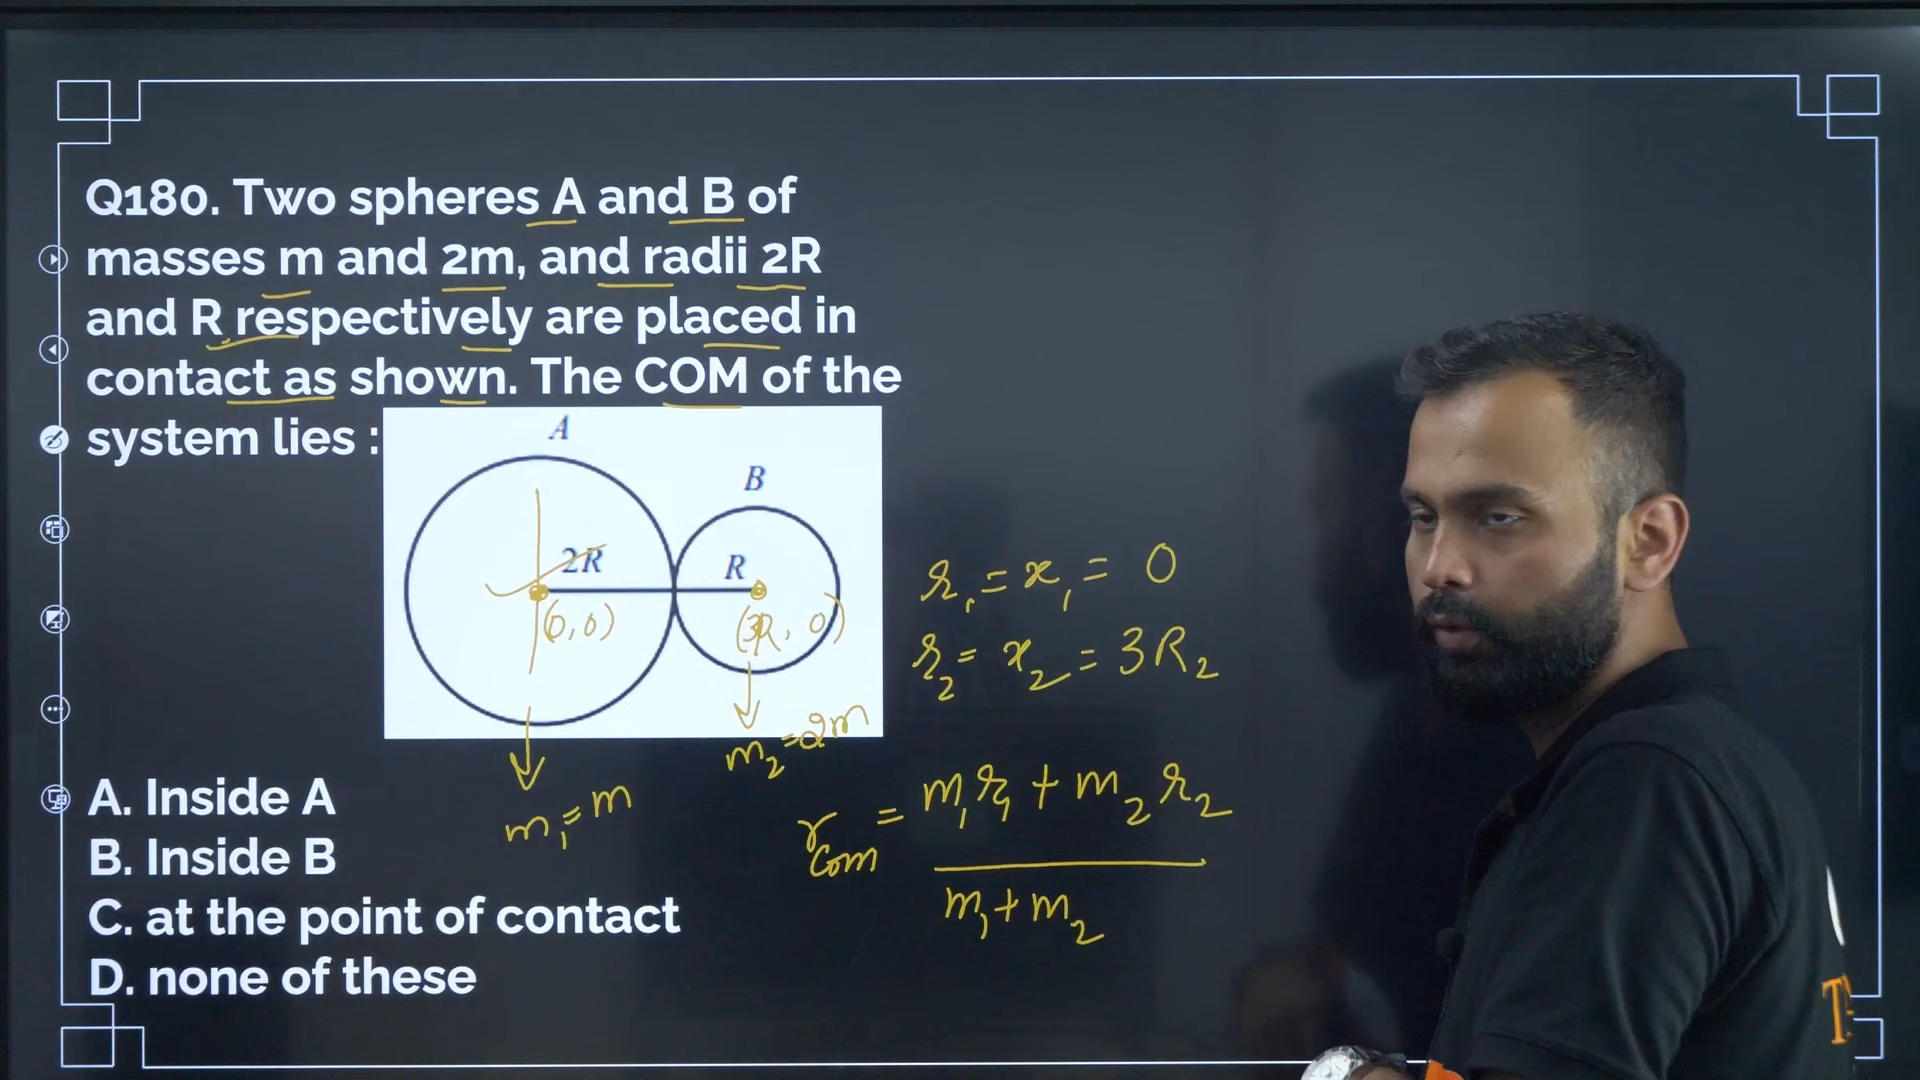 Q180. Two spheres A and B of
masses m and 2m, and radii 2R
and R respectively are placed in
contact as shown. The COM of the
system lies :
A
B
2R
R
(0,0)
(3R, 0)
m₁=m
m₂=2m
A. Inside A
B. Inside B
C. at the point of contact
D. none of these
r₁ = x₁ = 0
r₂ = x₂ = 3R₂
r com = m₁r₁ + m₂r₂
m₁+m₂